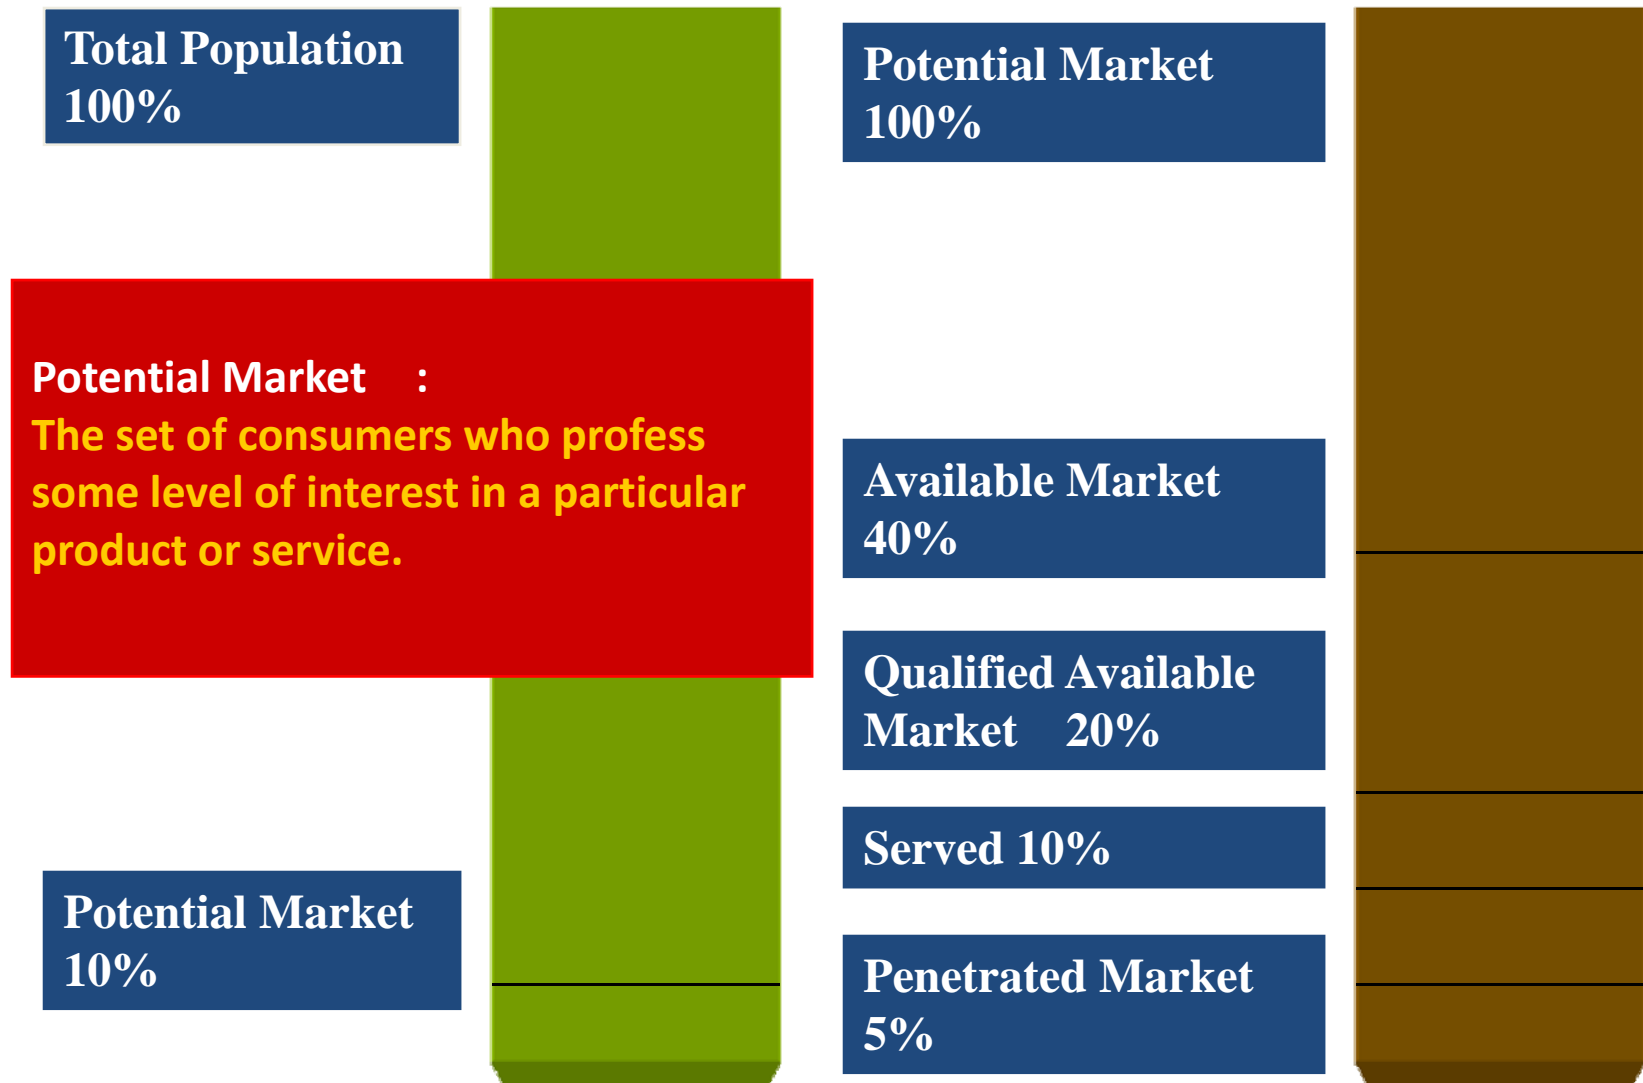 Total Population
100%
Potential Market :
The set of consumers who profess
some level of interest in a particular
product or service.
Potential Market
10%
Potential Market
100%
Available Market
40%
Qualified Available
Market 20%
Served 10%
Penetrated Market
5%